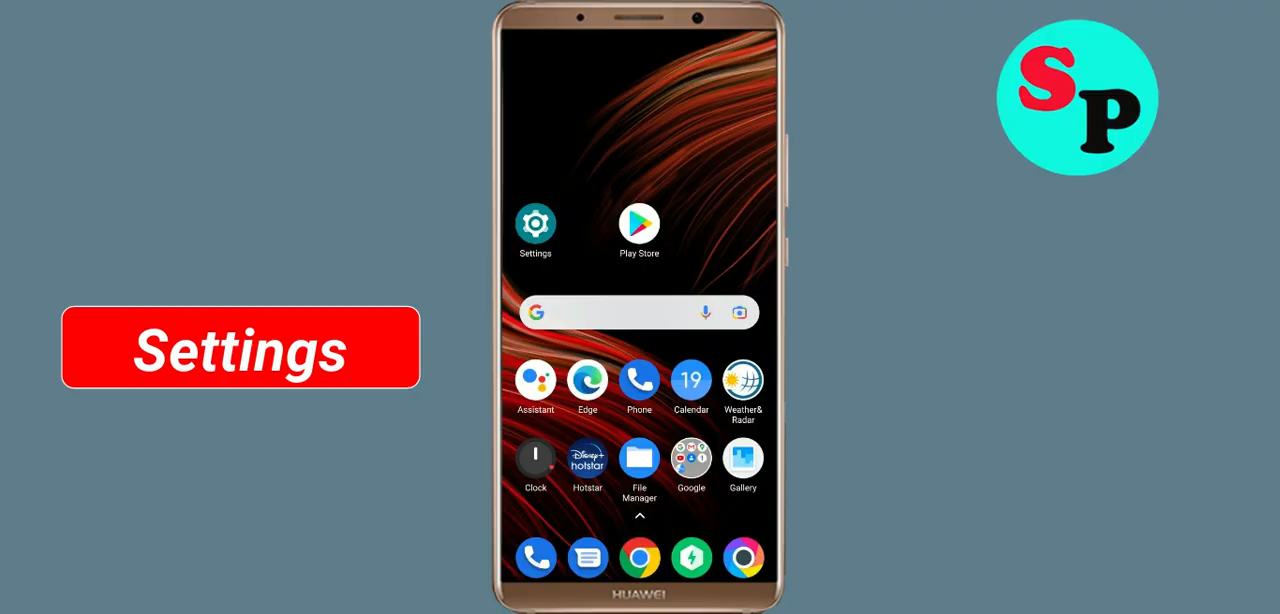 S
P
Settings
Play Store
Settings
Assistant
Edge
Phone
19
Calendar
Weather&
Radar
Disney+
hotstar
Clock
Hotstar
File
Manager
Google
Gallery
HUAWEI